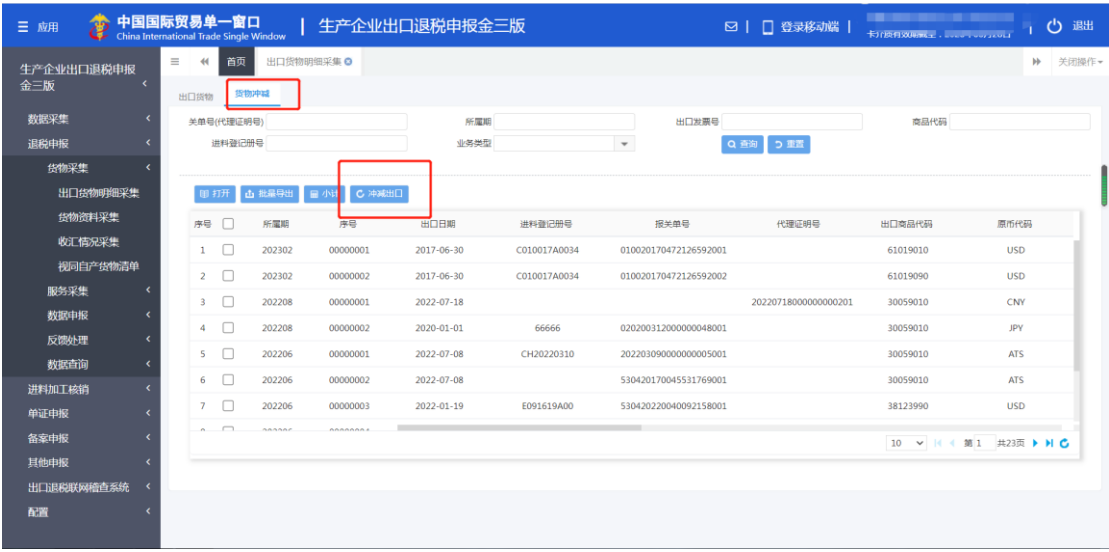 应用
中国国际贸易单一窗口
China International Trade Single Window
生产企业出口退税申报金三版
登录移动端
退出
生产企业出口退税申报
金三版
数据采集
退税申报
货物采集
出口货物明细采集
货物资料采集
收汇情况采集
视同自产货物清单
服务采集
数据申报
反馈处理
数据查询
进料加工核销
单证申报
备案申报
其他申报
出口退税联网稽查系统
配置
首页 出口货物明细采集 关闭操作
出口货物 货物冲减
关单号(代理证明号) 所属期 出口发票号 商品代码
进料登记册号 业务类型 查询 重置
打开 批量导出 小计 冲减出口
序号 所属期 序号 出口日期 进料登记册号 报关单号 代理证明号 出口商品代码 原币代码
1 202302 00000001 2017-06-30 C010017A0034 010020170472126592001 61019010 USD
2 202302 00000002 2017-06-30 C010017A0034 010020170472126592002 61019090 USD
3 202208 00000001 2022-07-18 20220718000000000201 30059010 CNY
4 202208 00000002 2020-01-01 66666 020200312000000048001 30059010 JPY
5 202206 00000001 2022-07-08 CH20220310 202203090000000005001 30059010 ATS
6 202206 00000002 2022-07-08 530420170045531769001 30059010 ATS
7 202206 00000003 2022-01-19 E091619A00 530420220040092158001 38123990 USD
10 第 1 共23页